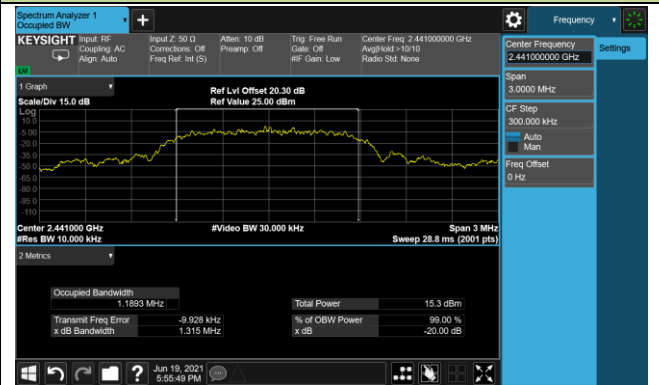 Spectrum Analyzer 1
Occupied BW
+
Frequency
KEYSIGHT
Input: RF
Coupling: AC
Align: Auto
Input Z: 50 Ω
Corrections: Off
Freq Ref: Int (S)
Atten: 10 dB
Preamp: Off
Trig: Free Run
Gate: Off
#IF Gain: Low
Center Freq: 2.441000000 GHz
Avg|Hold:>10/10
Radio Std: None
LXI
Center Frequency
2.441000000 GHz
Settings
Span
3.0000 MHz
CF Step
300.000 kHz
Auto
Man
Freq Offset
0 Hz
1 Graph
Scale/Div 15.0 dB
Ref Lvl Offset 20.30 dB
Ref Value 25.00 dBm
Log
10.0
-5.00
-20.0
-35.0
-50.0
-65.0
-80.0
-95.0
-110
Center 2.441000 GHz
#Res BW 10.000 kHz
#Video BW 30.000 kHz
Span 3 MHz
Sweep 28.8 ms (2001 pts)
2 Metrics
Occupied Bandwidth
1.1893 MHz
Total Power 15.3 dBm
Transmit Freq Error -9.928 kHz
% of OBW Power 99.00 %
x dB Bandwidth 1.315 MHz
x dB -20.00 dB
?
Jun 19, 2021
5:55:49 PM